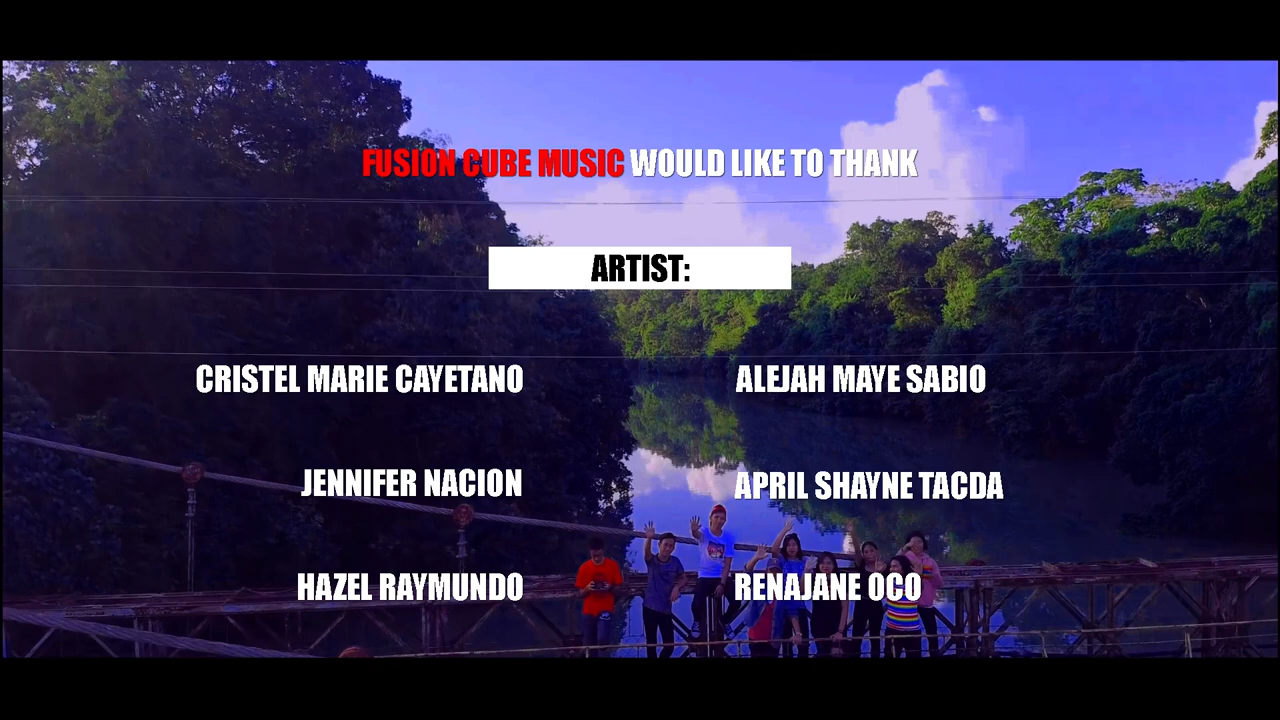 FUSION CUBE MUSIC WOULD LIKE TO THANK
ARTIST:
CRISTEL MARIE CAYETANO
ALEJAH MAYE SABIO
JENNIFER NACION
APRIL SHAYNE TACDA
HAZEL RAYMUNDO
RENAJANE OCO